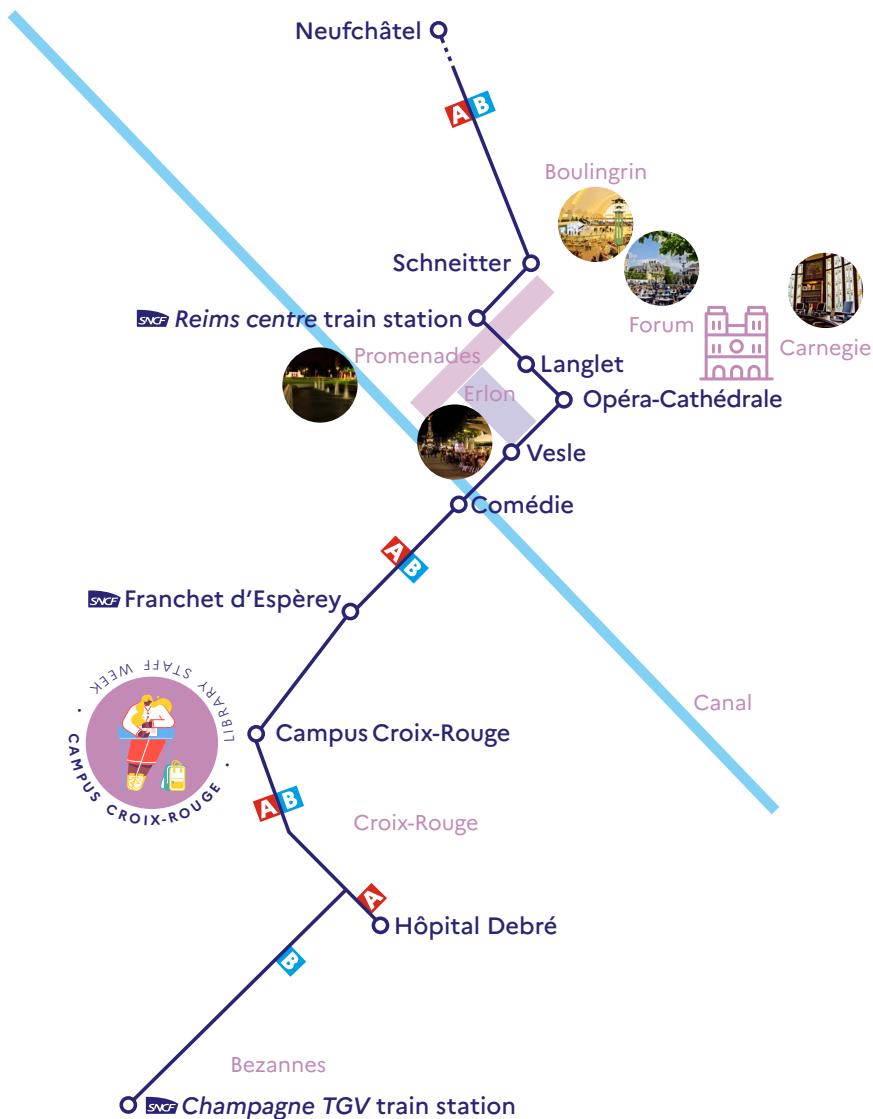 Neufchâtel
A B
Boulingrin
Schneitter
SNCF Reims centre train station
Forum
Carnegie
Promenades
Langlet
Erlon
Opéra-Cathédrale
Vesle
Comédie
A B
SNCF Franchet d'Espèrey
LIBRARY STAFF WEEK
CAMPUS CROIX-ROUGE
Canal
Campus Croix-Rouge
A B
Croix-Rouge
A
Hôpital Debré
B
Bezannes
SNCF Champagne TGV train station